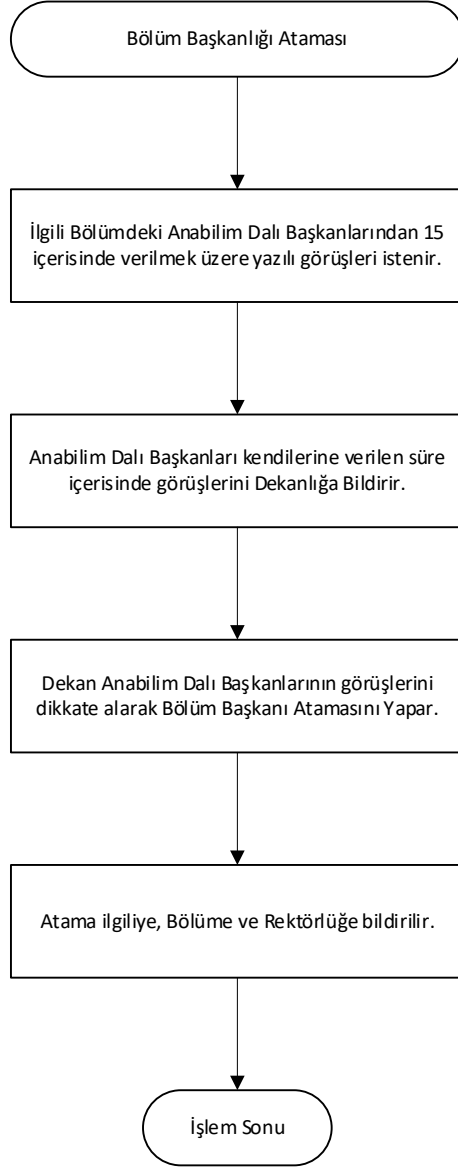 Bölüm Başkanlığı Ataması
İlgili Bölümdeki Anabilim Dalı Başkanlarından 15
içerisinde verilmek üzere yazılı görüşleri istenir.
Anabilim Dalı Başkanları kendilerine verilen süre
içerisinde görüşlerini Dekanlığa Bildirir.
Dekan Anabilim Dalı Başkanlarının görüşlerini
dikkate alarak Bölüm Başkanı Atamasını Yapar.
Atama ilgiliye, Bölüme ve Rektörlüğe bildirilir.
İşlem Sonu